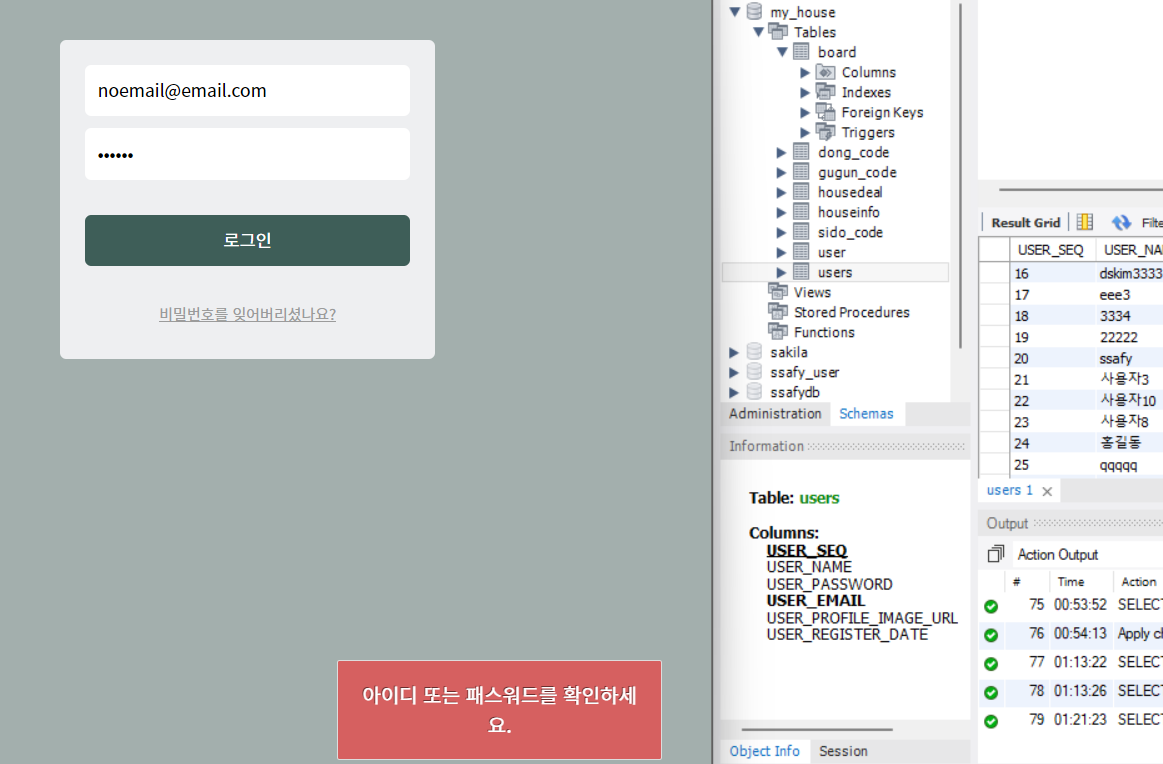 noemail@email.com
••••••
로그인
비밀번호를 잊어버리셨나요?
아이디 또는 패스워드를 확인하세
요.
my_house
Tables
board
Columns
Indexes
Foreign Keys
Triggers
dong_code
gugun_code
housedeal
houseinfo
sido_code
user
users
Views
Stored Procedures
Functions
sakila
ssafy_user
ssafydb
Administration Schemas
Information
Table: users
Columns:
USER_SEQ
USER_NAME
USER_PASSWORD
USER_EMAIL
USER_PROFILE_IMAGE_URL
USER_REGISTER_DATE
Object Info Session
Result Grid Filte
USER_SEQ USER_NA
16 dskim3333
17 eee3
18 3334
19 22222
20 ssafy
21 사용자3
22 사용자10
23 사용자8
24 홍길동
25 qqqqq
users 1
Output
Action Output
# Time Action
75 00:53:52 SELECT
76 00:54:13 Apply ch
77 01:13:22 SELECT
78 01:13:26 SELECT
79 01:21:23 SELECT